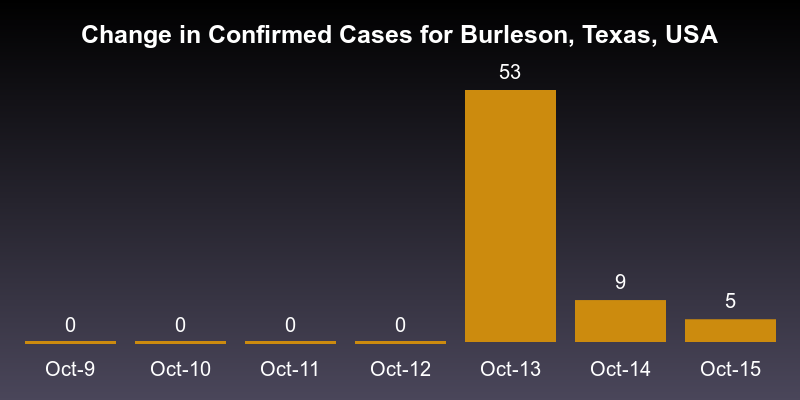 Change in Confirmed Cases for Burleson, Texas, USA
53
9
5
0 0 0 0
Oct-9 Oct-10 Oct-11 Oct-12 Oct-13 Oct-14 Oct-15